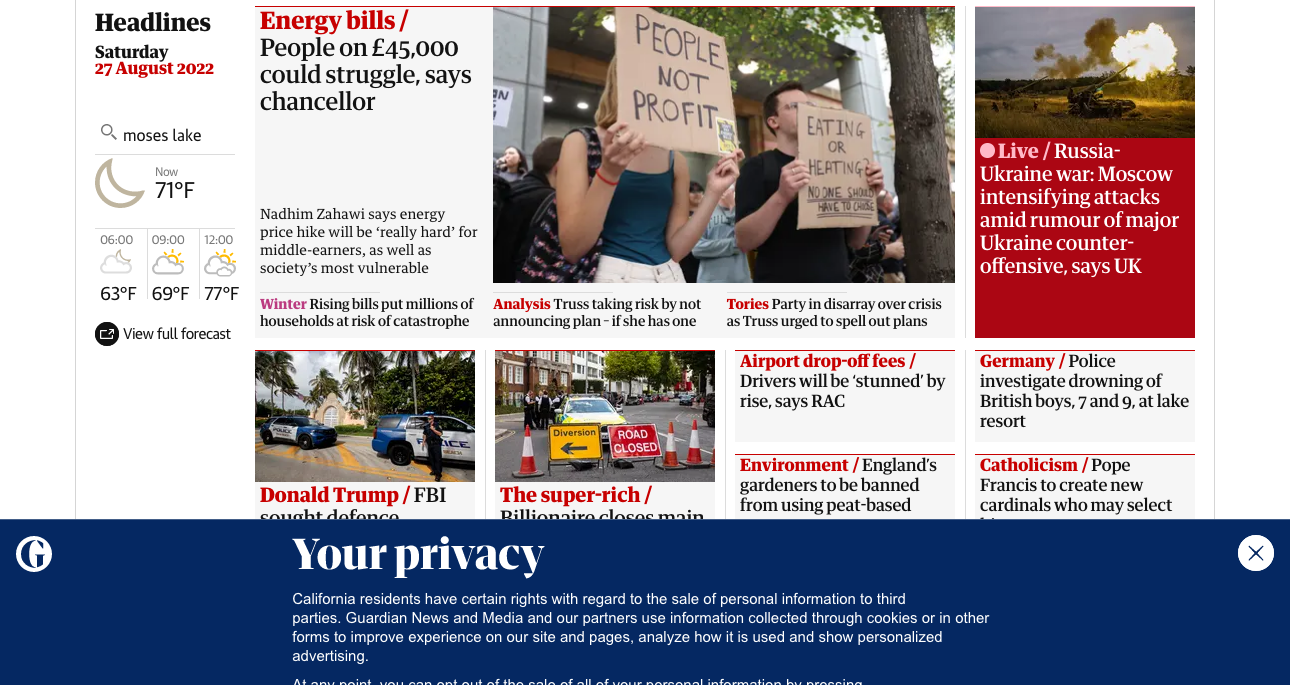 Headlines
Saturday
27 August 2022
moses lake
Now
71°F
06:00
09:00
12:00
63°F
69°F
77°F
View full forecast
Energy bills /
People on £45,000
could struggle, says
chancellor
Nadhim Zahawi says energy
price hike will be ‘really hard’ for
middle-earners, as well as
society’s most vulnerable
PEOPLE
NOT
PROFIT
EATING
OR
HEATING?
NO ONE SHOULD
HAVE TO CHOOSE
Winter Rising bills put millions of
households at risk of catastrophe
Analysis Truss taking risk by not
announcing plan – if she has one
Tories Party in disarray over crisis
as Truss urged to spell out plans
Live / Russia-
Ukraine war: Moscow
intensifying attacks
amid rumour of major
Ukraine counter-
offensive, says UK
POLICE
Donald Trump / FBI
sought defence
Diversion
ROAD
CLOSED
The super-rich /
Billionaire closes main
Airport drop-off fees /
Drivers will be ‘stunned’ by
rise, says RAC
Environment / England’s
gardeners to be banned
from using peat-based
Germany / Police
investigate drowning of
British boys, 7 and 9, at lake
resort
Catholicism / Pope
Francis to create new
cardinals who may select
Your privacy
California residents have certain rights with regard to the sale of personal information to third
parties. Guardian News and Media and our partners use information collected through cookies or in other
forms to improve experience on our site and pages, analyze how it is used and show personalized
advertising.
At any point, you can opt out of the sale of all of your personal information by pressing